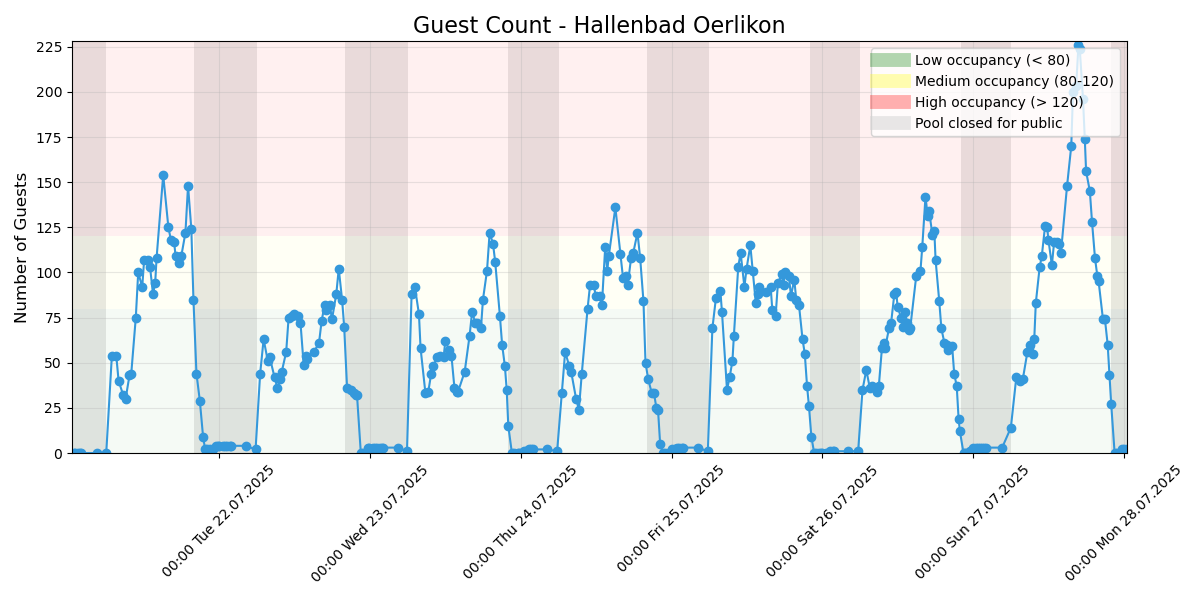 Guest Count - Hallenbad Oerlikon
Number of Guests
225
200
175
150
125
100
75
50
25
0
Low occupancy (< 80)
Medium occupancy (80-120)
High occupancy (> 120)
Pool closed for public
00:00 Tue 22.07.2025
00:00 Wed 23.07.2025
00:00 Thu 24.07.2025
00:00 Fri 25.07.2025
00:00 Sat 26.07.2025
00:00 Sun 27.07.2025
00:00 Mon 28.07.2025